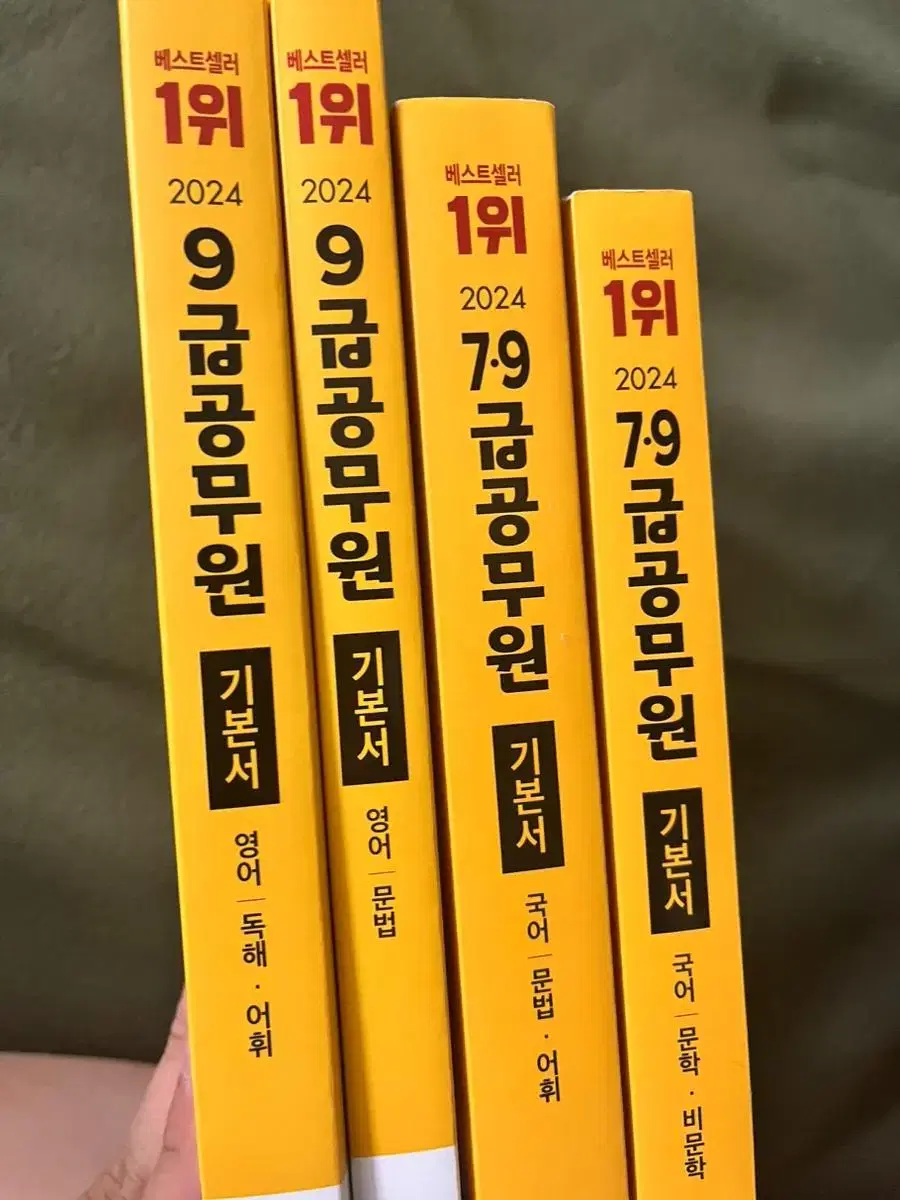 베스트셀러
1위
2024
9급공무원
기본서
영어 | 독해 · 어휘
베스트셀러
1위
2024
9급공무원
기본서
영어 | 문법
베스트셀러
1위
2024
7·9급공무원
기본서
국어 | 문법 · 어휘
베스트셀러
1위
2024
7·9급공무원
기본서
국어 | 문학 · 비문학